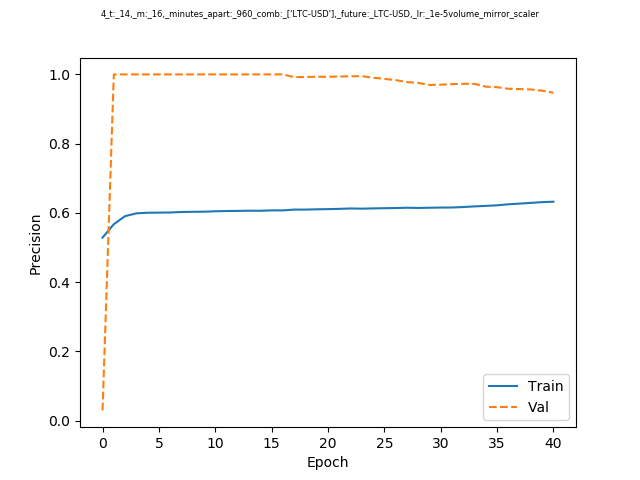 4_t:_14,_m:_16,_minutes_apart:_960_comb:_['LTC-USD'],_future:_LTC-USD,_lr:_1e-5volume_mirror_scaler
1.0
0.8
0.6
0.4
0.2
0.0
Precision
0 5 10 15 20 25 30 35 40
Epoch
Train
Val